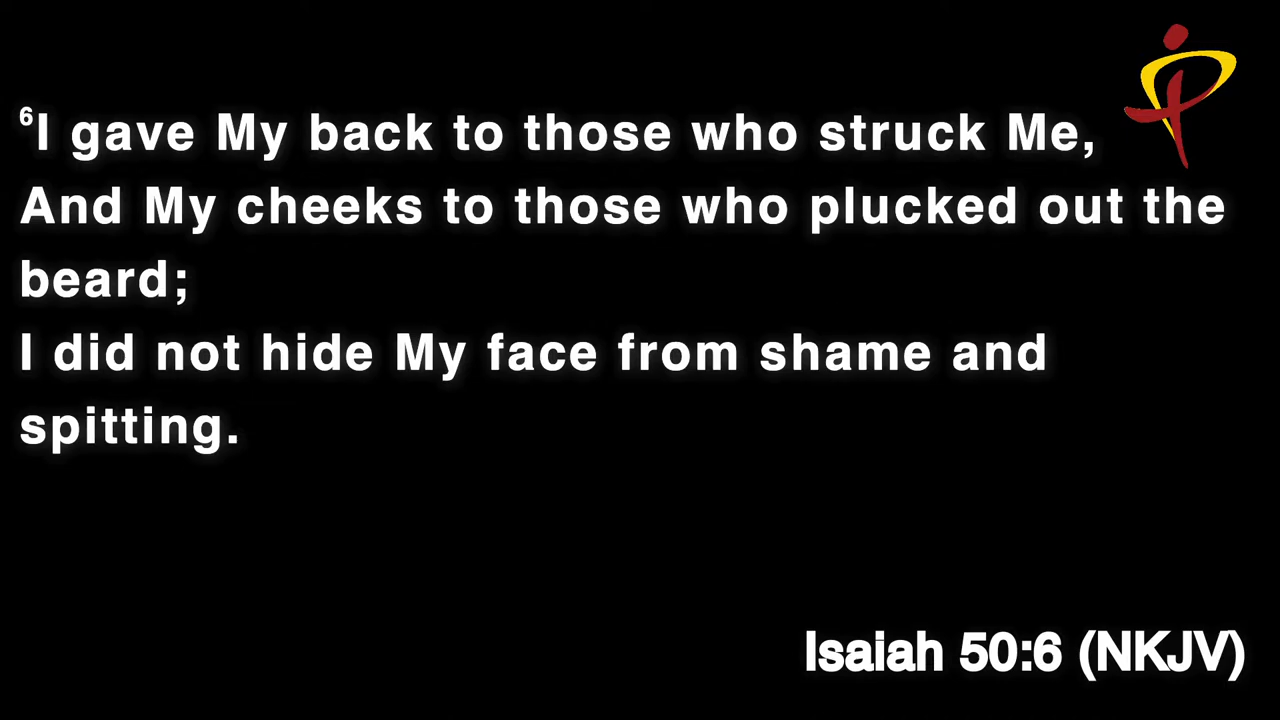 ⁶I gave My back to those who struck Me,
And My cheeks to those who plucked out the
beard;
I did not hide My face from shame and
spitting.
Isaiah 50:6 (NKJV)